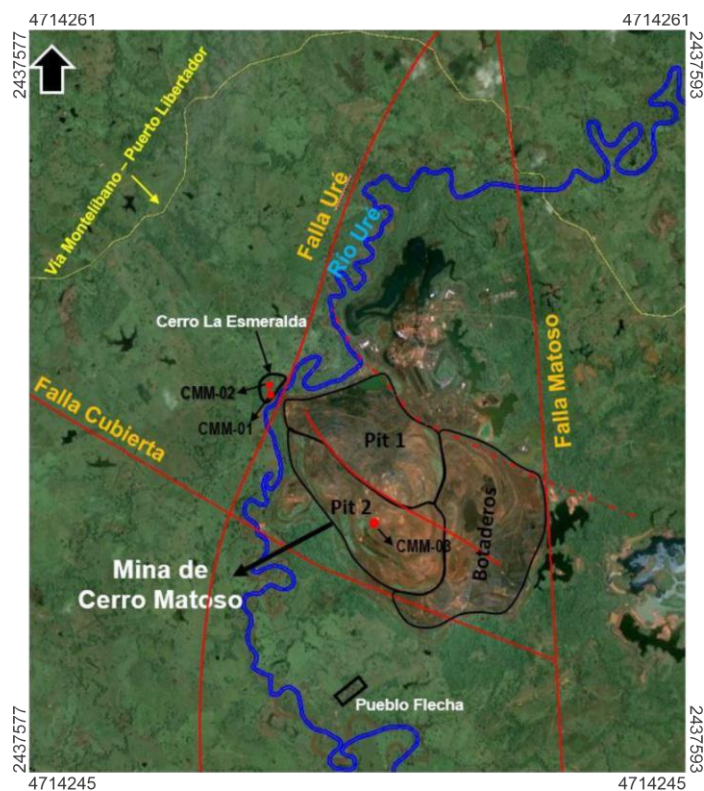 4714261
4714261
2437577
2437593
Vía Montelibano – Puerto Libertador
Falla Uré
Río Uré
Cerro La Esmeralda
CMM-02
CMM-01
Falla Cubierta
Falla Matoso
Pit 1
Pit 2
CMM-03
Botaderos
Mina de
Cerro Matoso
Pueblo Flecha
2437577
2437593
4714245
4714245